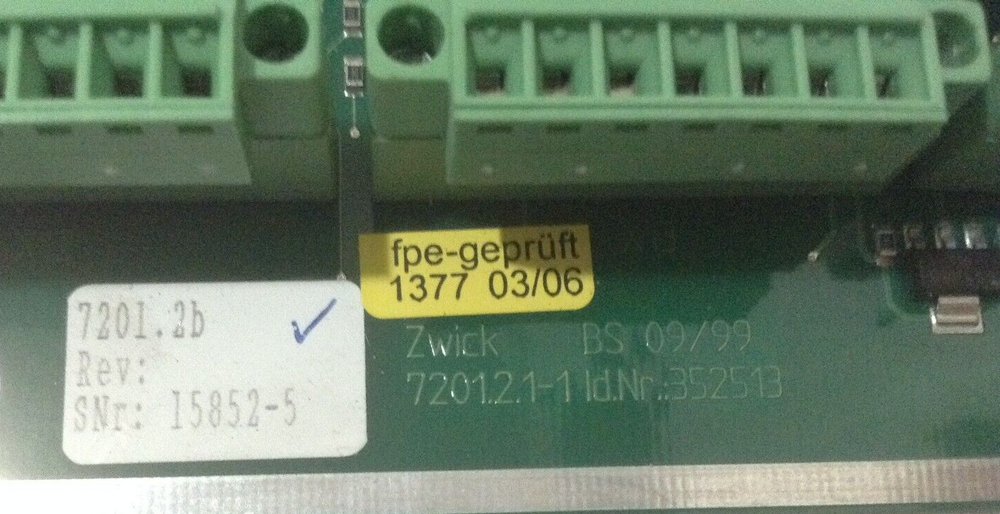 fpe-geprüft
1377 03/06
7201.2b
Rev:
SNr: 15852-5
Zwick BS 09/99
7201.2.1-1 Id.Nr.:352513